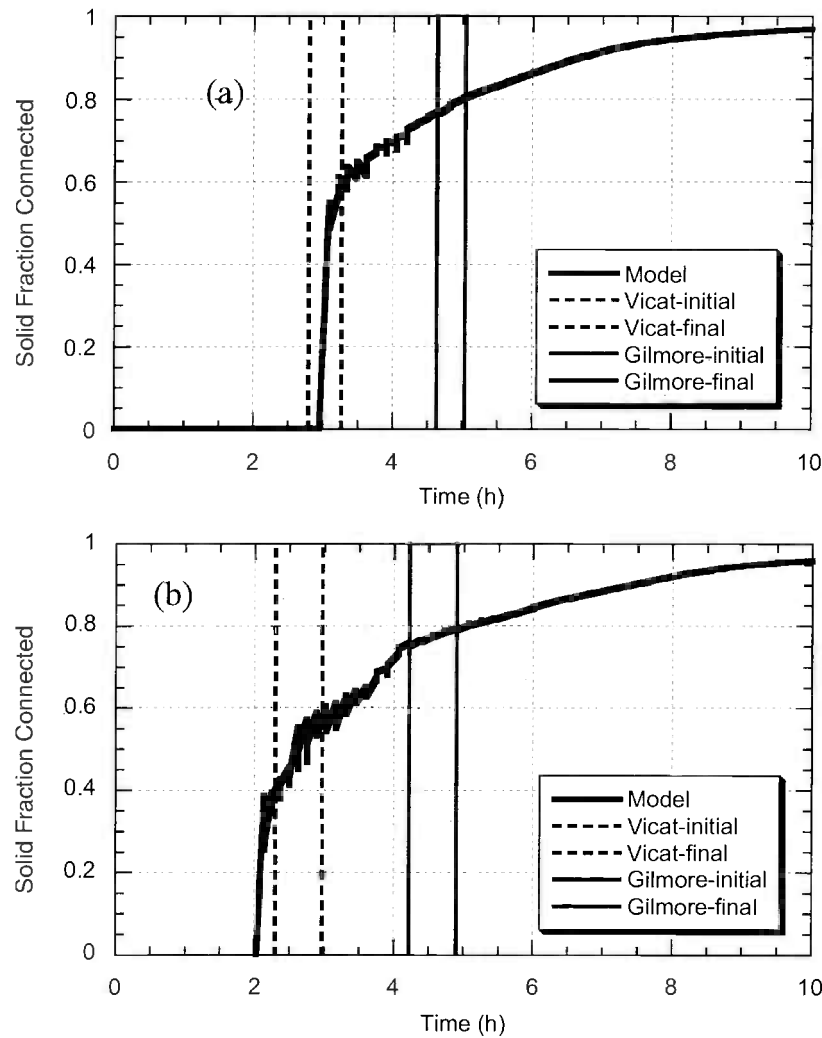 1
0.8
0.6
0.4
0.2
0
Solid Fraction Connected
(a)
Model
Vicat-initial
Vicat-final
Gilmore-initial
Gilmore-final
0 2 4 6 8 10
Time (h)
1
0.8
0.6
0.4
0.2
0
Solid Fraction Connected
(b)
Model
Vicat-initial
Vicat-final
Gilmore-initial
Gilmore-final
0 2 4 6 8 10
Time (h)